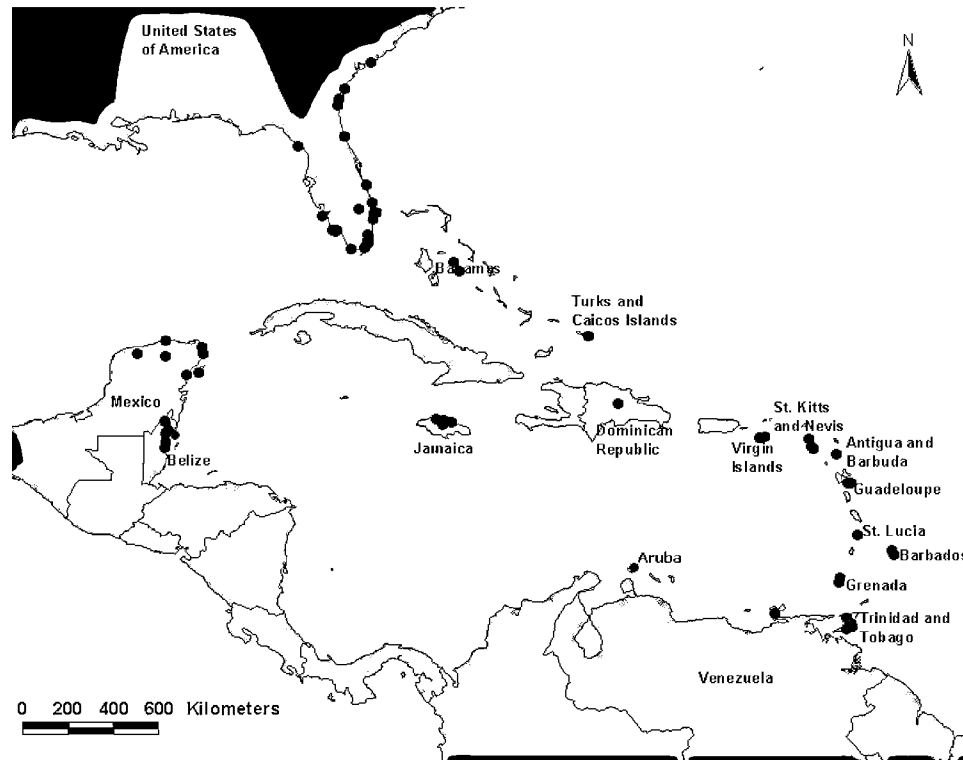 United States
of America
N
Bahamas
Turks and
Caicos Islands
Mexico
Belize
Jamaica
Dominican
Republic
St. Kitts
and Nevis
Virgin
Islands
Antigua and
Barbuda
Guadeloupe
St. Lucia
Barbados
Aruba
Grenada
Trinidad and
Tobago
Venezuela
0 200 400 600 Kilometers